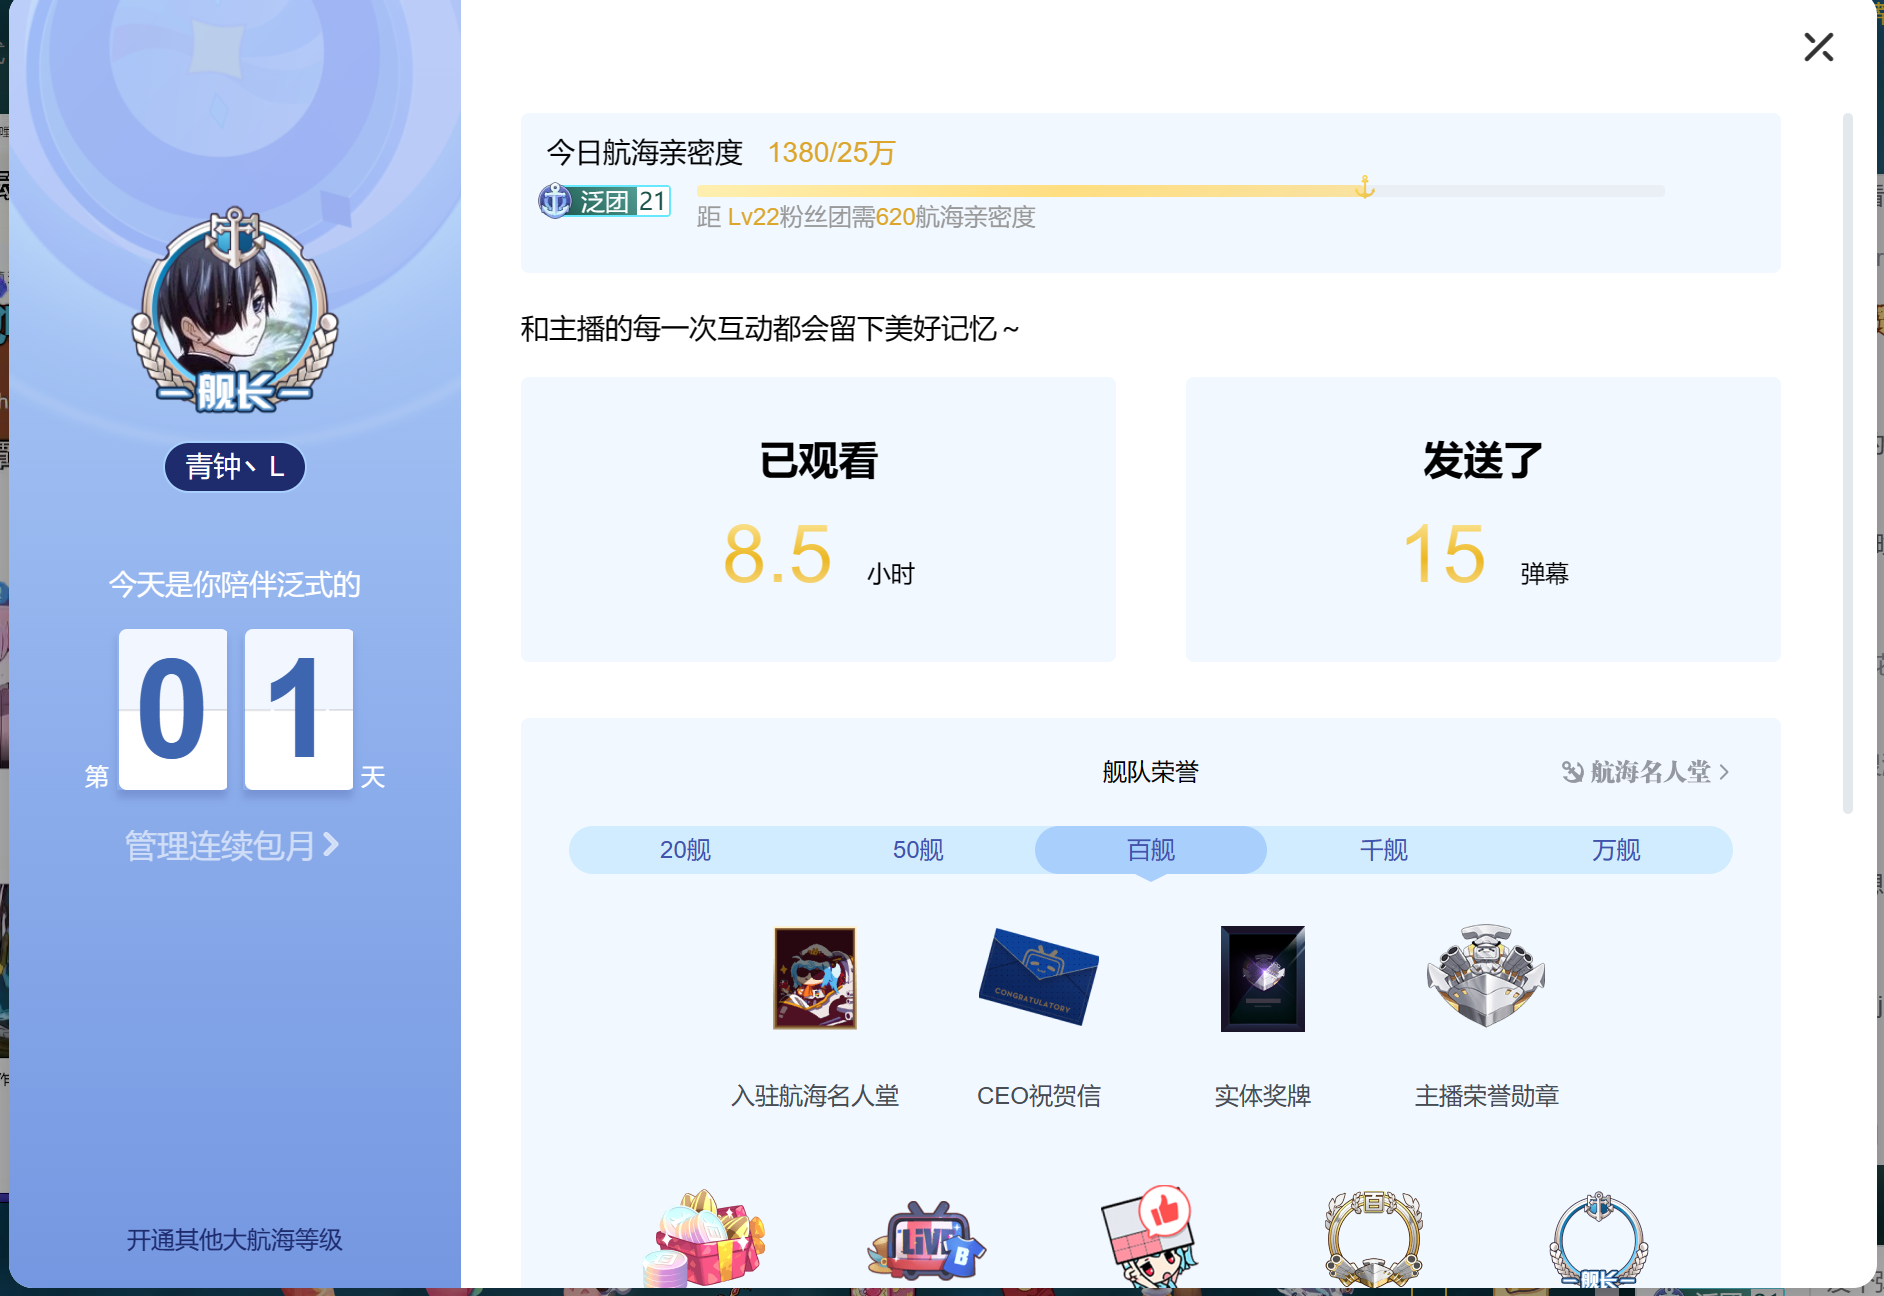 今日航海亲密度 1380/25万
泛团 21
距 Lv22粉丝团需620航海亲密度
舰长
青钟丶 L
今天是你陪伴泛式的
第 01 天
管理连续包月
开通其他大航海等级
和主播的每一次互动都会留下美好记忆～
已观看
8.5 小时
发送了
15 弹幕
舰队荣誉
航海名人堂
20舰 50舰 百舰 千舰 万舰
CONGRATULATORY
入驻航海名人堂 CEO祝贺信 实体奖牌 主播荣誉勋章
LIVE
B
百
舰长